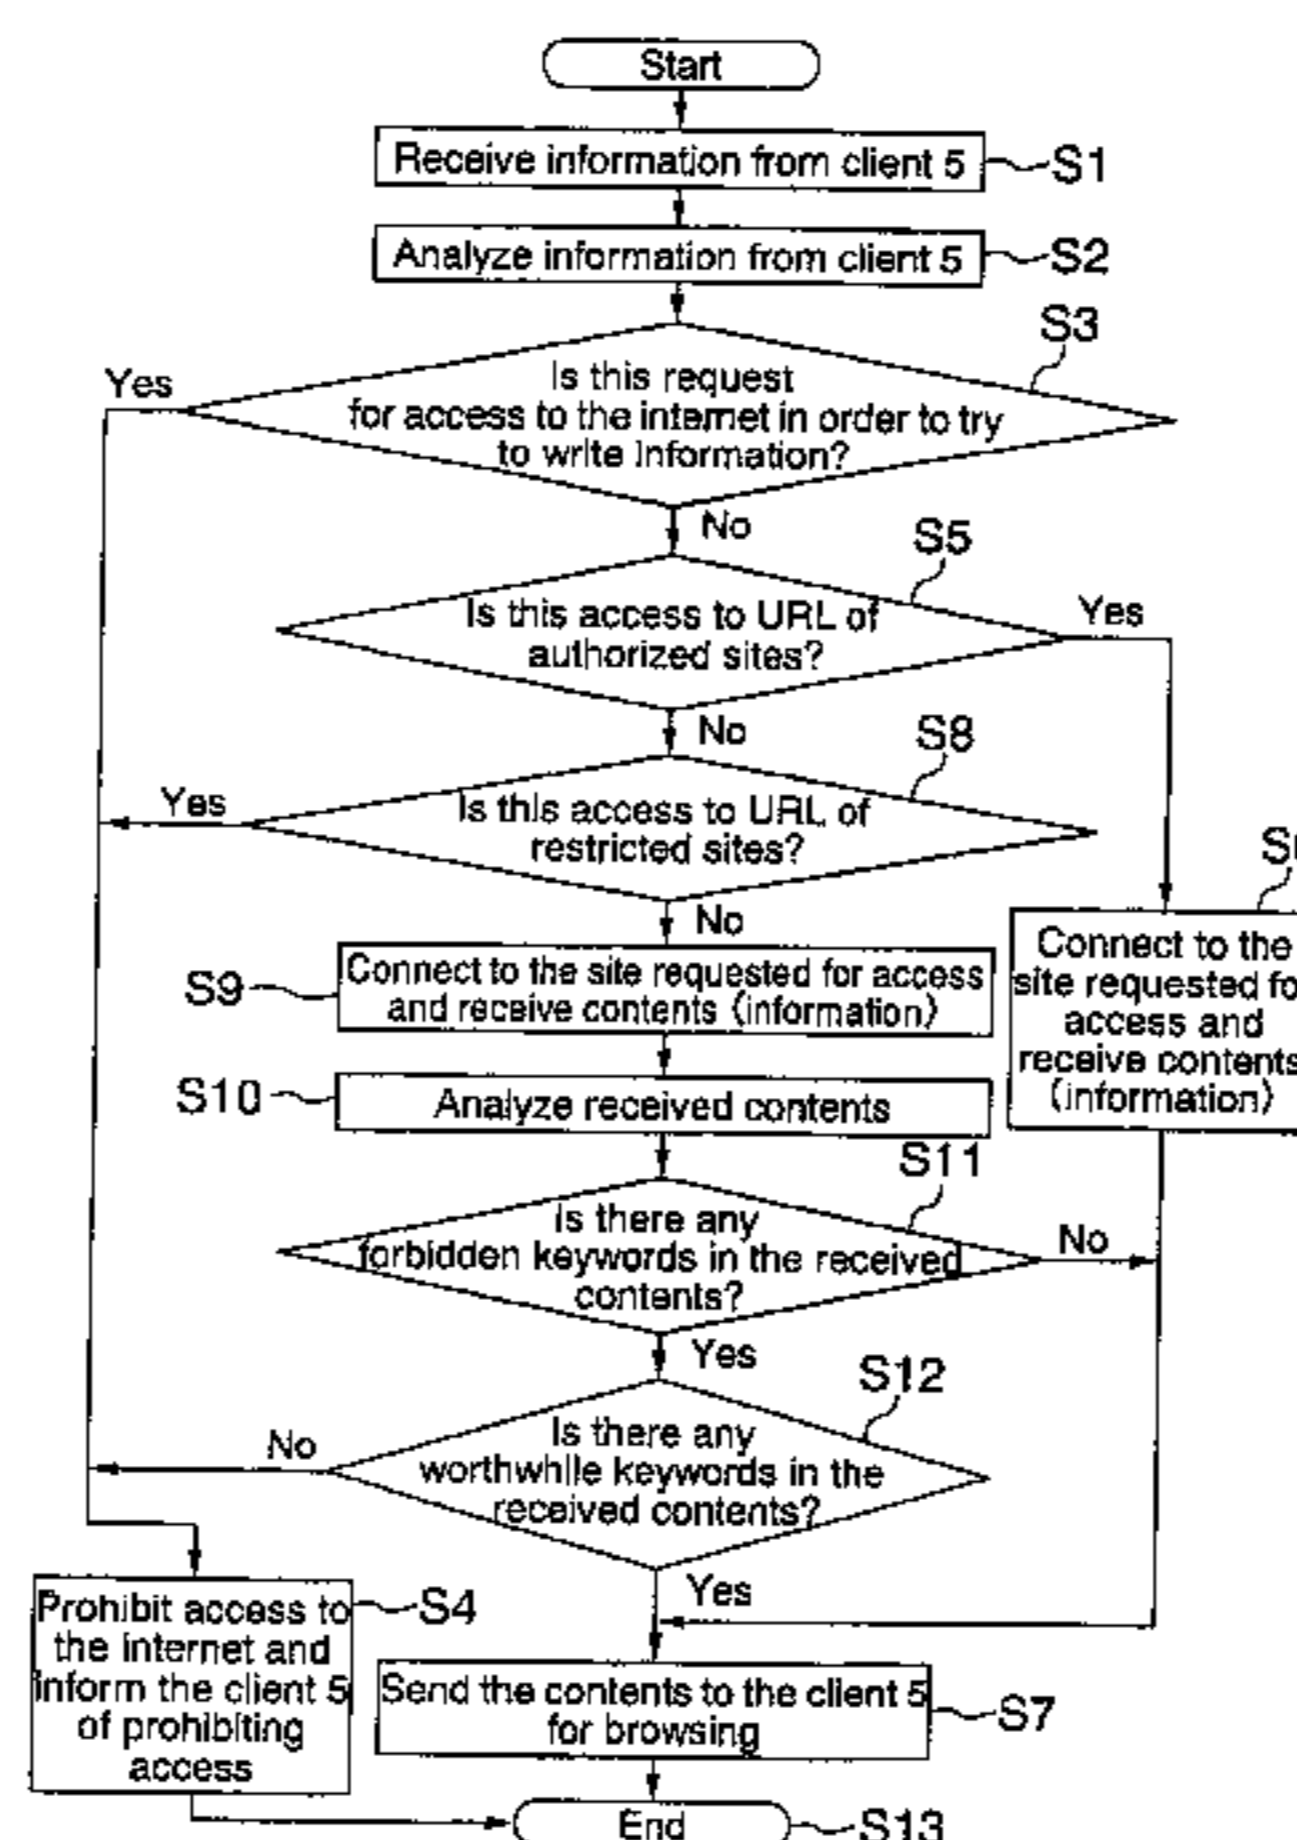 Start
Receive information from client 5
S1
Analyze information from client 5
S2
S3
Yes
Is this request
for access to the internet in order to try
to write information?
No
S5
Is this access to URL of
authorized sites?
Yes
No
S8
Yes
Is this access to URL of
restricted sites?
No
S9
Connect to the site requested for access
and receive contents (information)
Connect to the
site requested fo
access and
receive contents
(information)
S10
Analyze received contents
S11
Is there any
forbidden keywords in the received
contents?
No
Yes
S12
Is there any
worthwhile keywords in the
received contents?
No
Yes
Prohibit access to
the internet and
inform the client 5
of prohibiting
access
S4
Send the contents to the client 5
for browsing
S7
End
S13